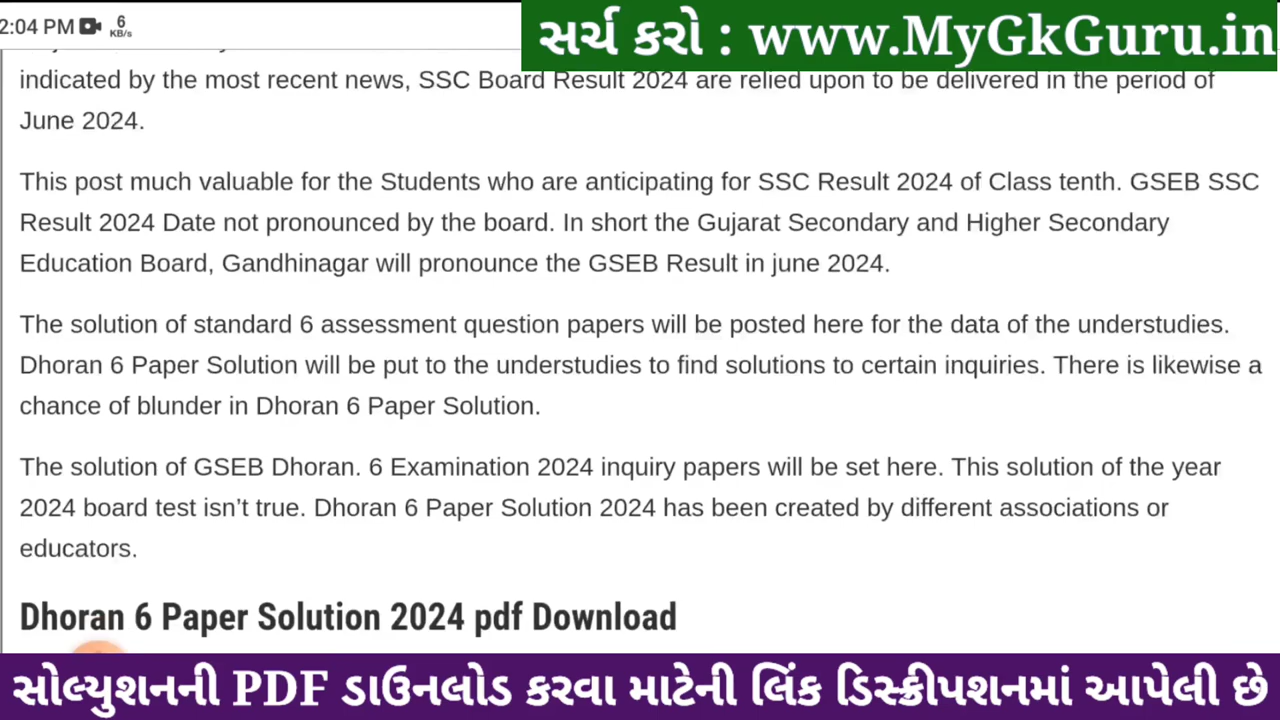 2:04 PM 6 KB/s
સર્ચ કરો : www.MyGkGuru.in
indicated by the most recent news, SSC Board Result 2024 are relied upon to be delivered in the period of
June 2024.
This post much valuable for the Students who are anticipating for SSC Result 2024 of Class tenth. GSEB SSC
Result 2024 Date not pronounced by the board. In short the Gujarat Secondary and Higher Secondary
Education Board, Gandhinagar will pronounce the GSEB Result in june 2024.
The solution of standard 6 assessment question papers will be posted here for the data of the understudies.
Dhoran 6 Paper Solution will be put to the understudies to find solutions to certain inquiries. There is likewise a
chance of blunder in Dhoran 6 Paper Solution.
The solution of GSEB Dhoran. 6 Examination 2024 inquiry papers will be set here. This solution of the year
2024 board test isn’t true. Dhoran 6 Paper Solution 2024 has been created by different associations or
educators.
Dhoran 6 Paper Solution 2024 pdf Download
સોલ્યુશનની PDF ડાઉનલોડ કરવા માટેની લિંક ડિસ્ક્રીપશનમાં આપેલી છે